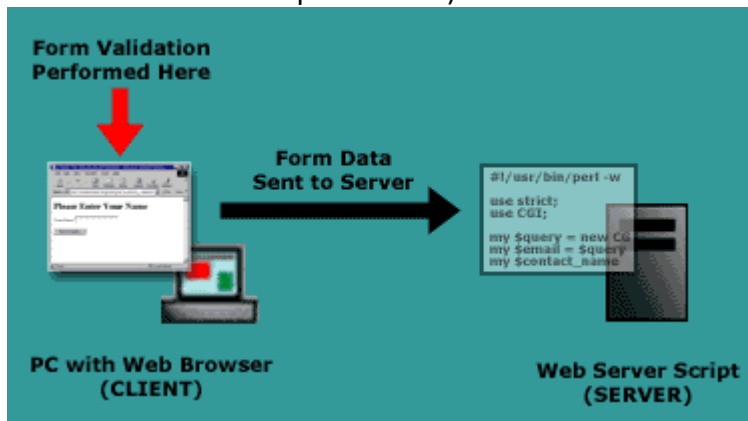 Form Validation
Performed Here
Form Data
Sent to Server
Please Enter Your Name
#!/usr/bin/perl -w
use strict;
use CGI;
my $query = new CG
my $email = $query
my $contact_name
PC with Web Browser
(CLIENT)
Web Server Script
(SERVER)